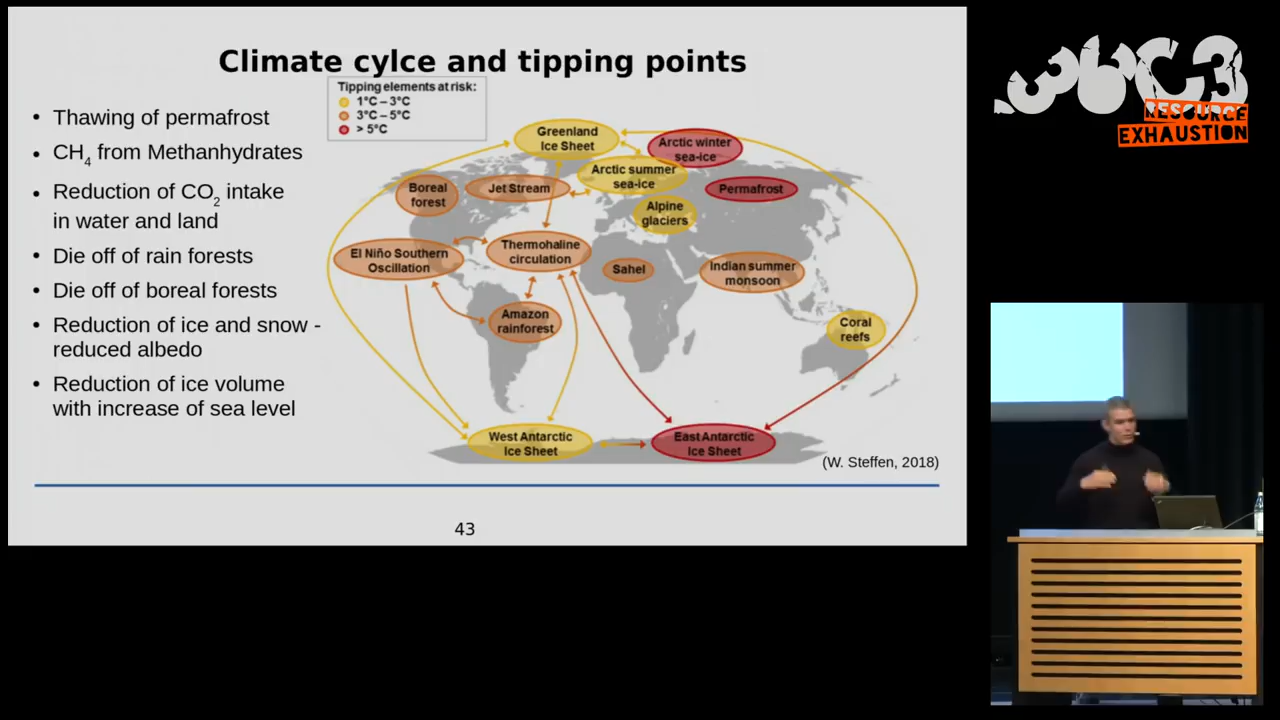 Climate cylce and tipping points
• Thawing of permafrost
• CH4 from Methanhydrates
• Reduction of CO2 intake
in water and land
• Die off of rain forests
• Die off of boreal forests
• Reduction of ice and snow -
reduced albedo
• Reduction of ice volume
with increase of sea level
Tipping elements at risk:
1°C – 3°C
3°C – 5°C
> 5°C
Greenland
Ice Sheet
Arctic winter
sea-ice
Arctic summer
sea-ice
Boreal
forest
Jet Stream
Permafrost
Alpine
glaciers
El Niño Southern
Oscillation
Thermohaline
circulation
Sahel
Indian summer
monsoon
Amazon
rainforest
Coral
reefs
West Antarctic
Ice Sheet
East Antarctic
Ice Sheet
(W. Steffen, 2018)
43
36C3
RESOURCE
EXHAUSTION